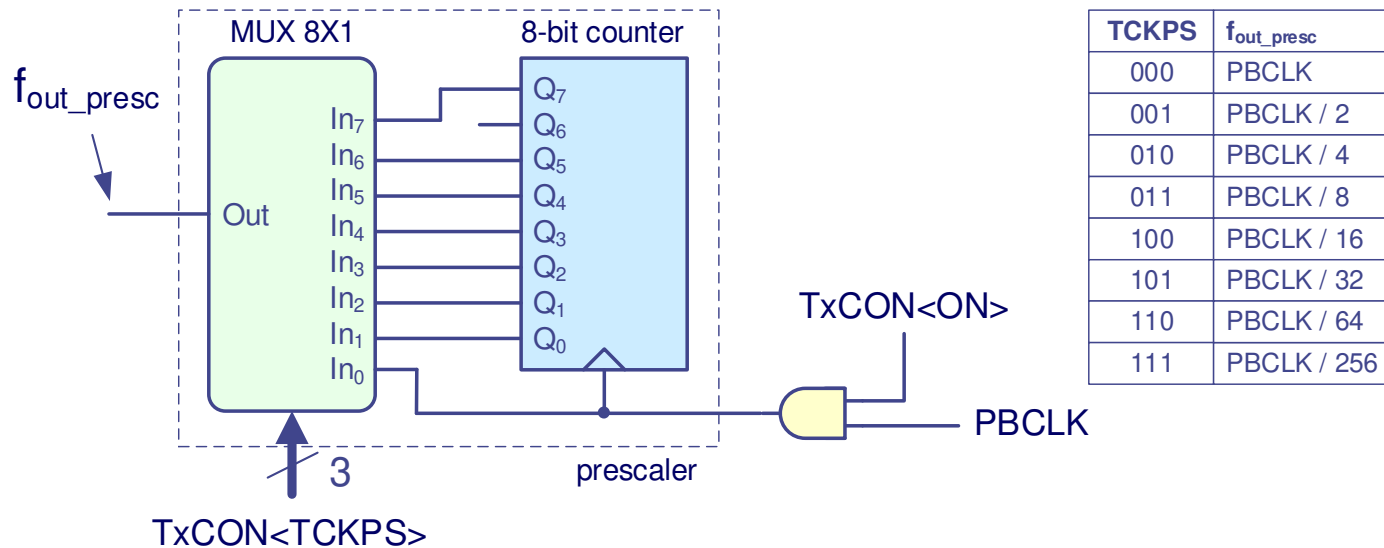 MUX 8X1
8-bit counter
f_out_presc
Out
In7
In6
In5
In4
In3
In2
In1
In0
Q7
Q6
Q5
Q4
Q3
Q2
Q1
Q0
TxCON<ON>
PBCLK
prescaler
3
TxCON<TCKPS>
TCKPS f_out_presc
000 PBCLK
001 PBCLK / 2
010 PBCLK / 4
011 PBCLK / 8
100 PBCLK / 16
101 PBCLK / 32
110 PBCLK / 64
111 PBCLK / 256